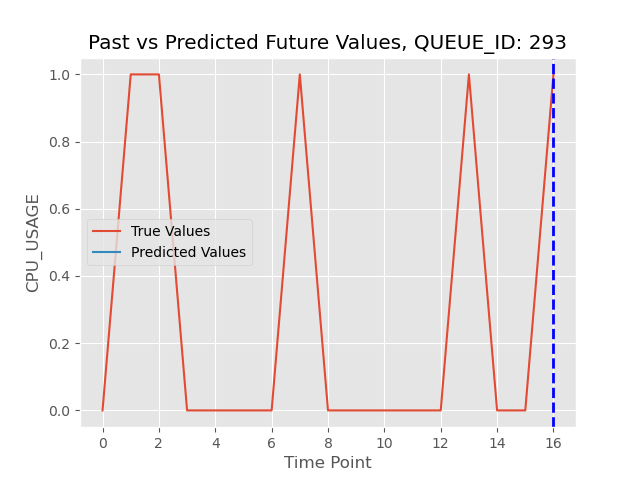 Past vs Predicted Future Values, QUEUE_ID: 293
1.0
0.8
0.6
0.4
0.2
0.0
CPU_USAGE
True Values
Predicted Values
0 2 4 6 8 10 12 14 16
Time Point